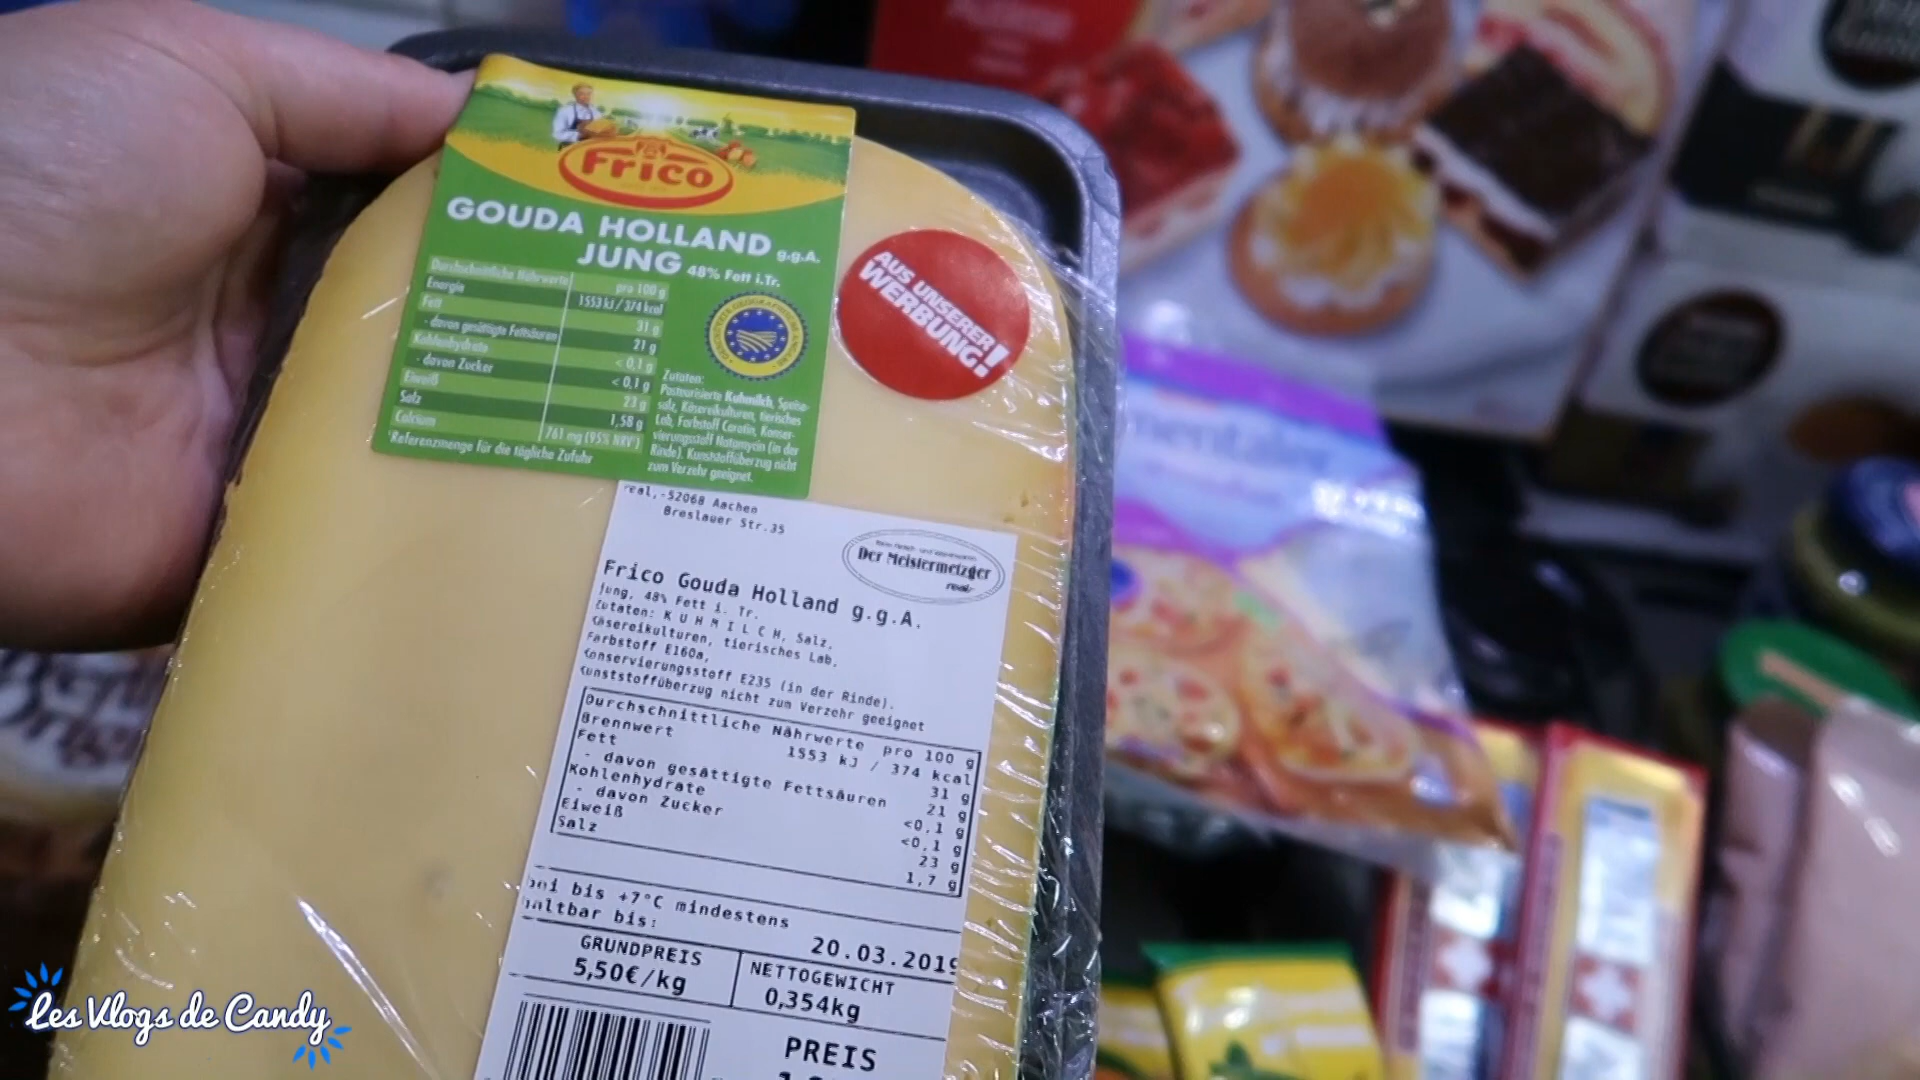 Frico
GOUDA HOLLAND g.g.A.
JUNG 48% Fett i.Tr.
Durchschnittliche Nährwerte pro 100 g
Energie 1553 kJ / 374 kcal
Fett 31 g
- davon gesättigte Fettsäuren 21 g
Kohlenhydrate < 0,1 g
- davon Zucker < 0,1 g
Eiweiß 23 g
Salz 1,58 g
Calcium 761 mg (95% NRV*)
*Referenzmenge für die tägliche Zufuhr
Zutaten:
Pasteurisierte Kuhmilch, Speise-
salz, Käsereikulturen, tierisches
Lab, Farbstoff Carotin, Konser-
vierungsstoff Natamycin (in der
Rinde). Kunststoffüberzug nicht
zum Verzehr geeignet.
AUS UNSERER
WERBUNG!
real,-52068 Aachen
Breslauer Str.35
Der Meistermetzger
real,-
Frico Gouda Holland g.g.A.
jung, 48% Fett i. Tr.
Zutaten: K U H M I L C H, Salz,
Käsereikulturen, tierisches Lab,
Farbstoff E160a,
Konservierungsstoff E235 (in der Rinde).
Kunststoffüberzug nicht zum Verzehr geeignet
Durchschnittliche Nährwerte pro 100 g
Brennwert 1553 kJ / 374 kcal
Fett 31 g
- davon gesättigte Fettsäuren 21 g
Kohlenhydrate <0,1 g
- davon Zucker <0,1 g
Eiweiß 23 g
Salz 1,7 g
bei bis +7°C mindestens
haltbar bis: 20.03.2019
GRUNDPREIS
5,50€/kg
NETTOGEWICHT
0,354kg
PREIS
Les Vlogs de Candy